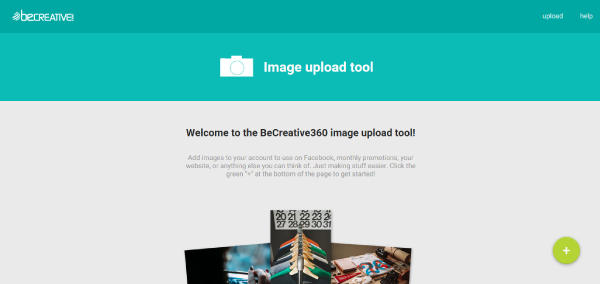 beCREATIVE!
upload
help
Image upload tool
Welcome to the BeCreative360 image upload tool!
Add images to your account to use on Facebook, monthly promotions, your
website, or anything else you can think of. Just making stuff easier. Click the
green "+" at the bottom of the page to get started!
20 21 22 23 24
27 28 29 30 31
+